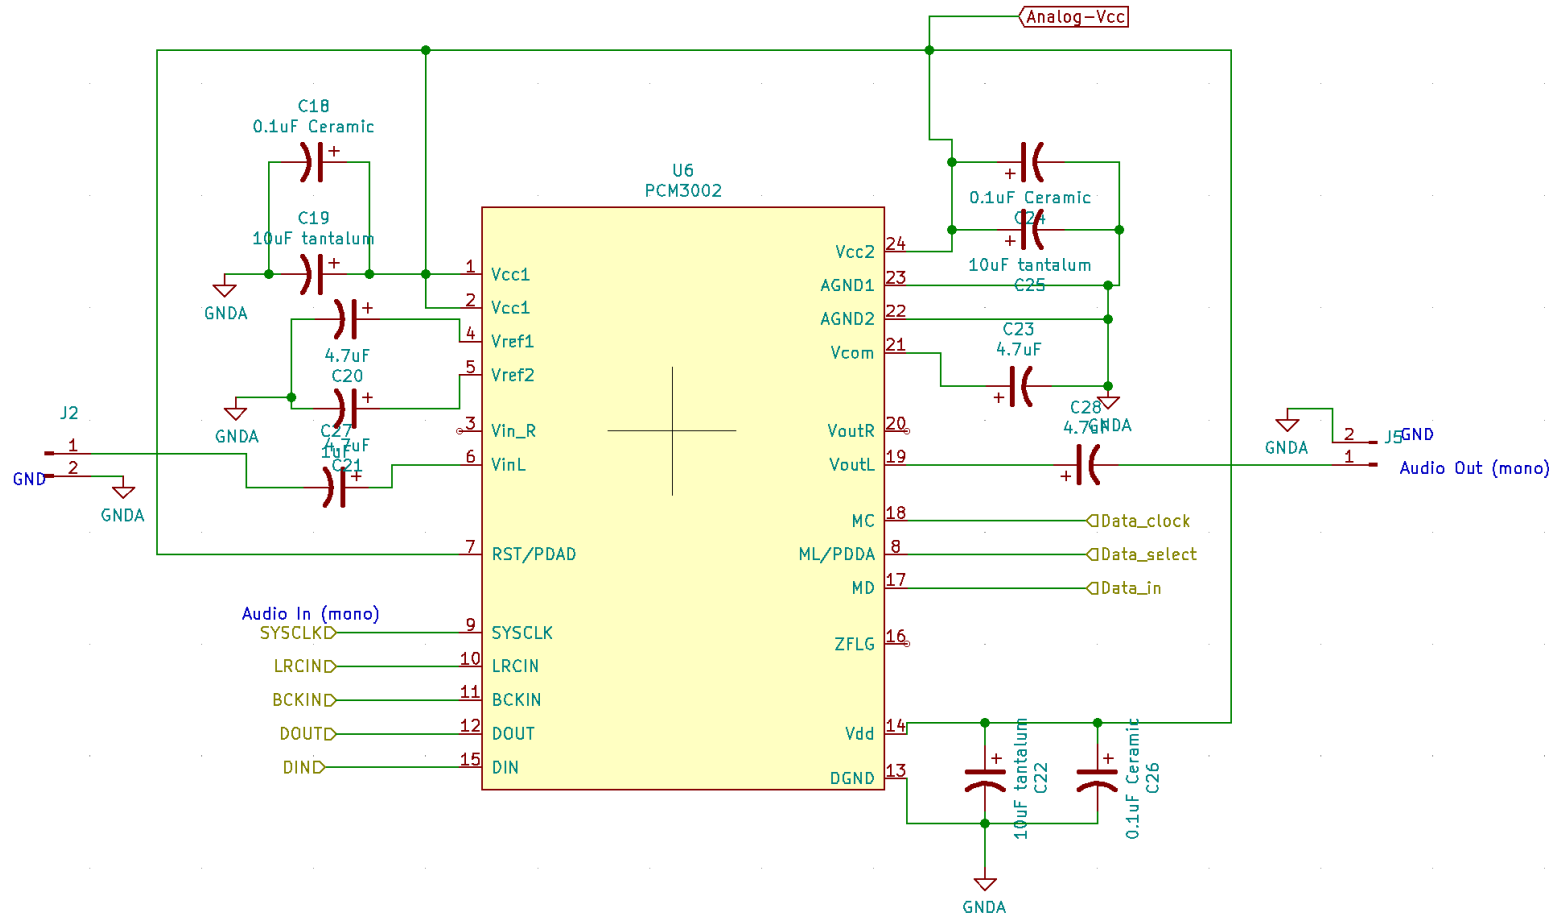 Analog-Vcc
C18
0.1uF Ceramic
C19
10uF tantalum
GNDA
4.7uF
C20
GNDA
C27
4.7uF
1uF
C21
J2
1
2
GND
GNDA
U6
PCM3002
1 Vcc1
2 Vcc1
4 Vref1
5 Vref2
3 Vin_R
6 VinL
7 RST/PDAD
Audio In (mono)
SYSCLK 9 SYSCLK
LRCIN 10 LRCIN
BCKIN 11 BCKIN
DOUT 12 DOUT
DIN 15 DIN
Vcc2 24
AGND1 23
AGND2 22
Vcom 21
VoutR 20
VoutL 19
MC 18 Data_clock
ML/PDDA 8 Data_select
MD 17 Data_in
ZFLG 16
Vdd 14
DGND 13
0.1uF Ceramic
C24
10uF tantalum
C25
C23
4.7uF
GNDA
C28
4.7uF
GNDA
2 J5 GND
1 Audio Out (mono)
10uF tantalum
C22
0.1uF Ceramic
C26
GNDA